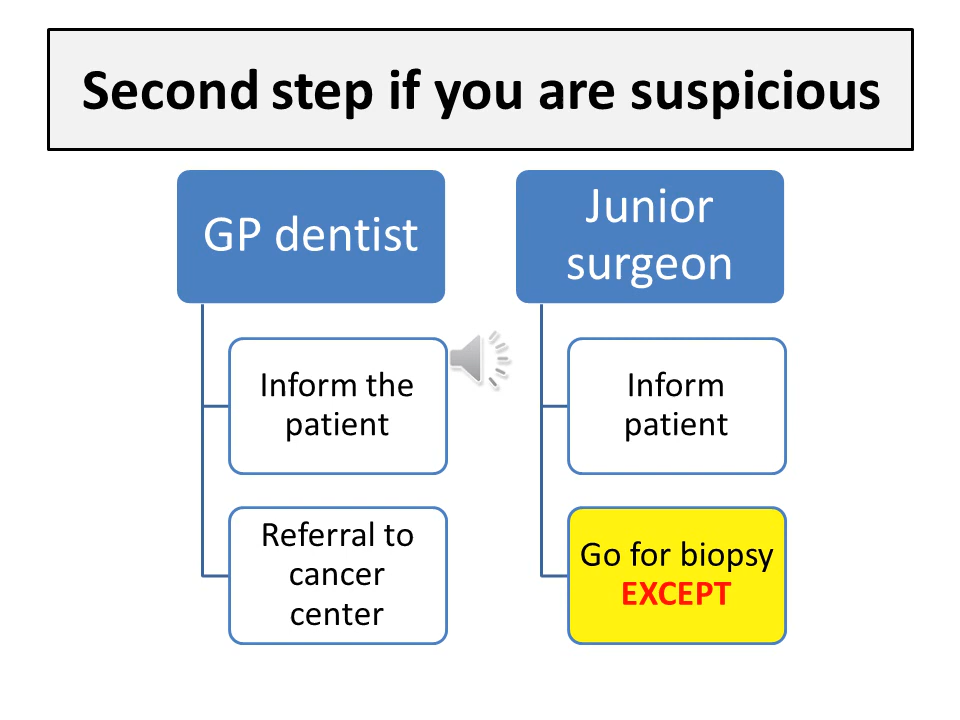 Second step if you are suspicious
GP dentist
Inform the
patient
Referral to
cancer
center
Junior
surgeon
Inform
patient
Go for biopsy
EXCEPT